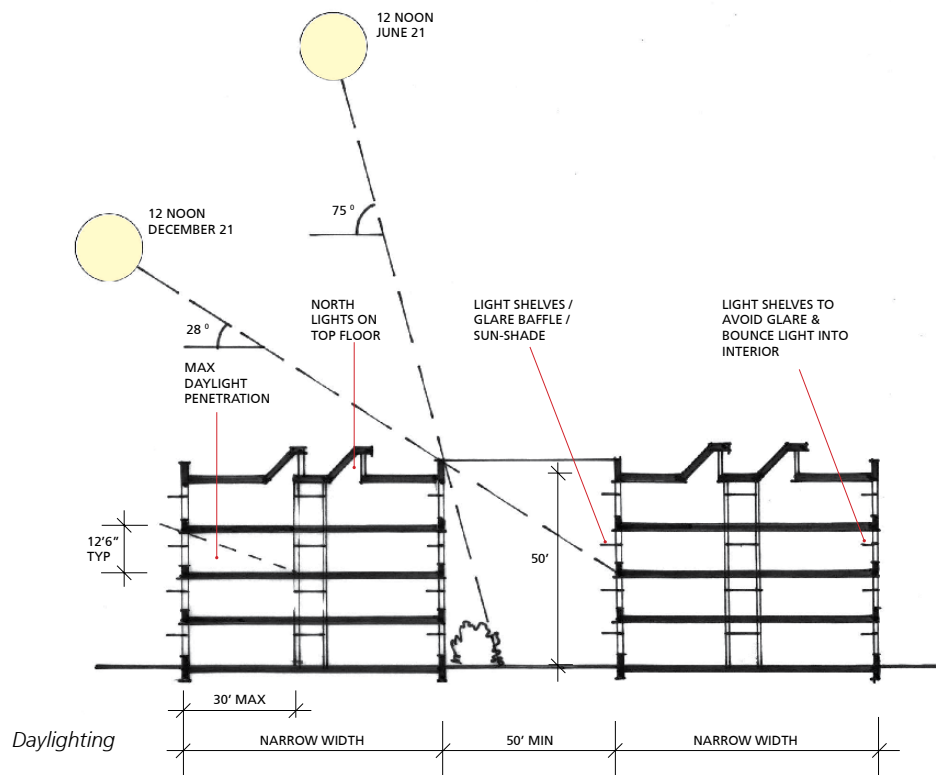 12 NOON
JUNE 21
75 °
12 NOON
DECEMBER 21
28 °
NORTH
LIGHTS ON
TOP FLOOR
LIGHT SHELVES /
GLARE BAFFLE /
SUN-SHADE
LIGHT SHELVES TO
AVOID GLARE &
BOUNCE LIGHT INTO
INTERIOR
MAX
DAYLIGHT
PENETRATION
12’6”
TYP
50’
30’ MAX
Daylighting
NARROW WIDTH
50’ MIN
NARROW WIDTH